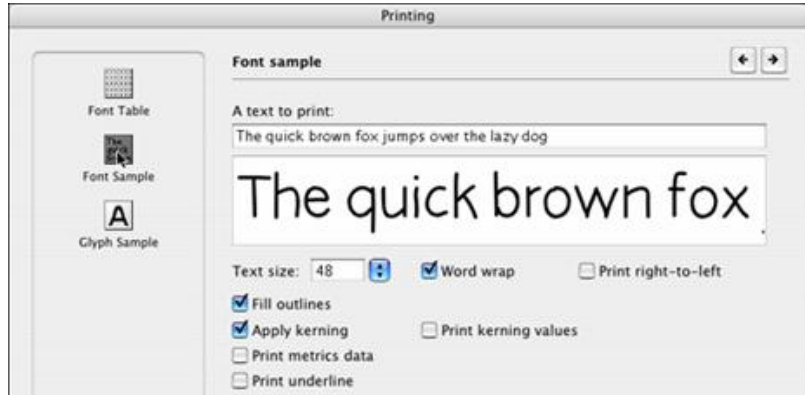 Printing
Font Table
Font Sample
Glyph Sample
Font sample
A text to print:
The quick brown fox jumps over the lazy dog
The quick brown fox
Text size: 48 Word wrap Print right-to-left
Fill outlines
Apply kerning Print kerning values
Print metrics data
Print underline